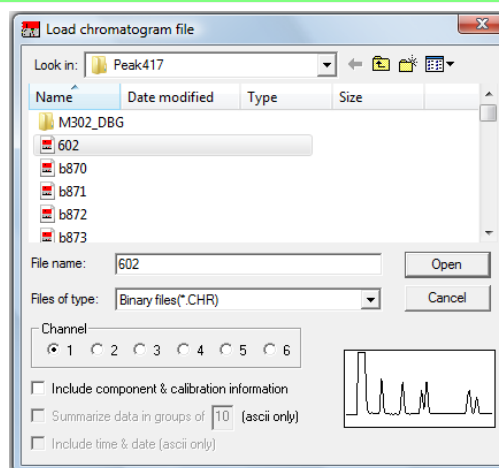 Load chromatogram file
Look in: Peak417
Name Date modified Type Size
M302_DBG
602
b870
b871
b872
b873
File name: 602 Open
Files of type: Binary files(*.CHR) Cancel
Channel
1 2 3 4 5 6
Include component & calibration information
Summarize data in groups of 10 (ascii only)
Include time & date (ascii only)